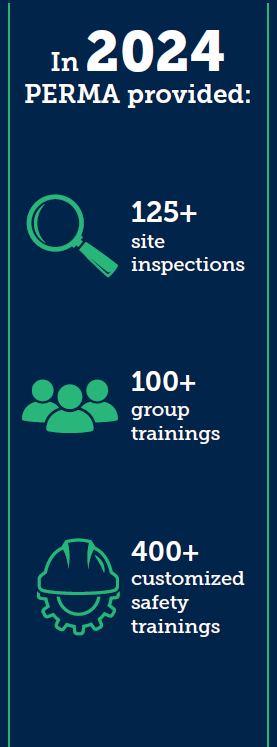 In 2024
PERMA provided:
125+
site
inspections
100+
group
trainings
400+
customized
safety
trainings